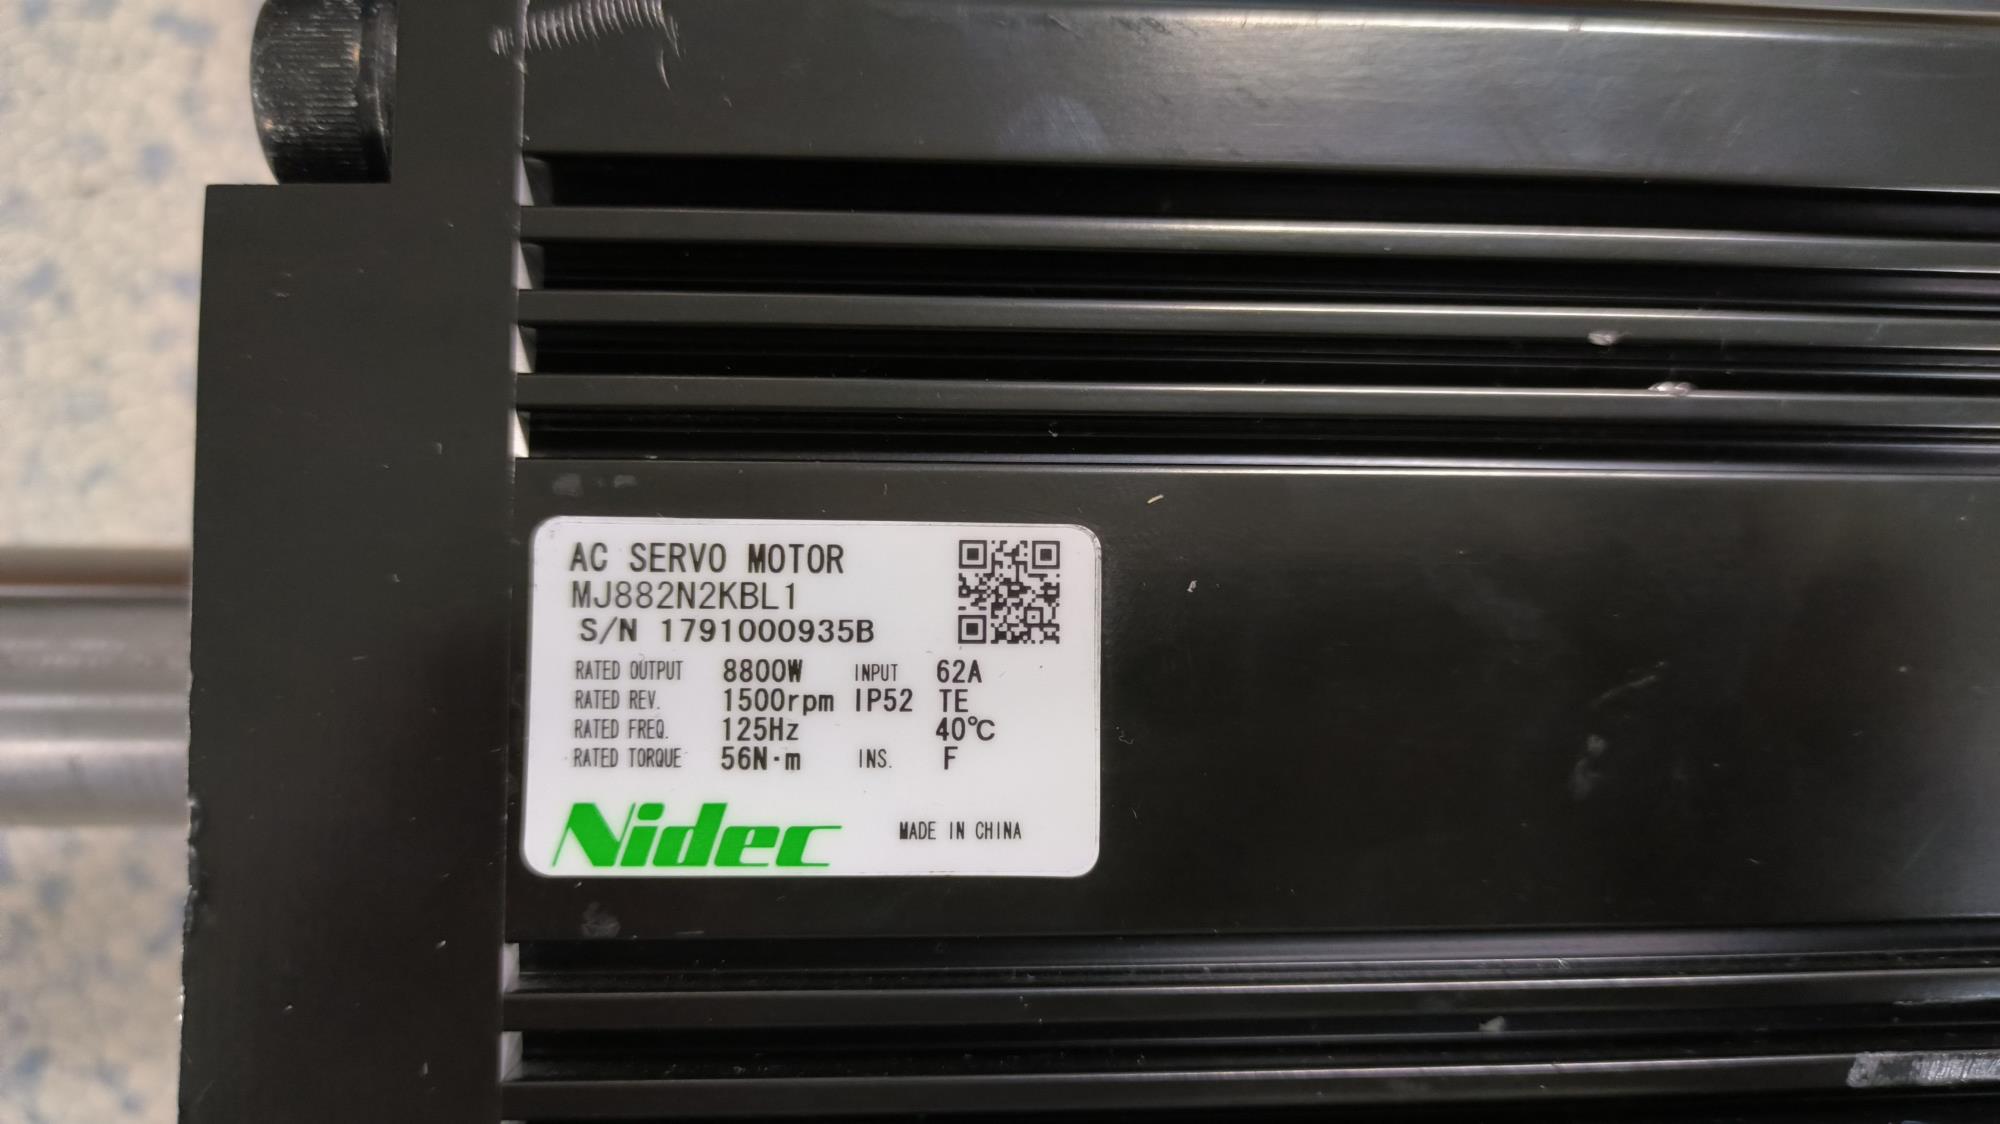 AC SERVO MOTOR
MJ882N2KBL1
S/N 1791000935B
RATED OUTPUT 8800W INPUT 62A
RATED REV. 1500rpm IP52 TE
RATED FREQ. 125Hz 40℃
RATED TORQUE 56N·m INS. F
Nidec MADE IN CHINA